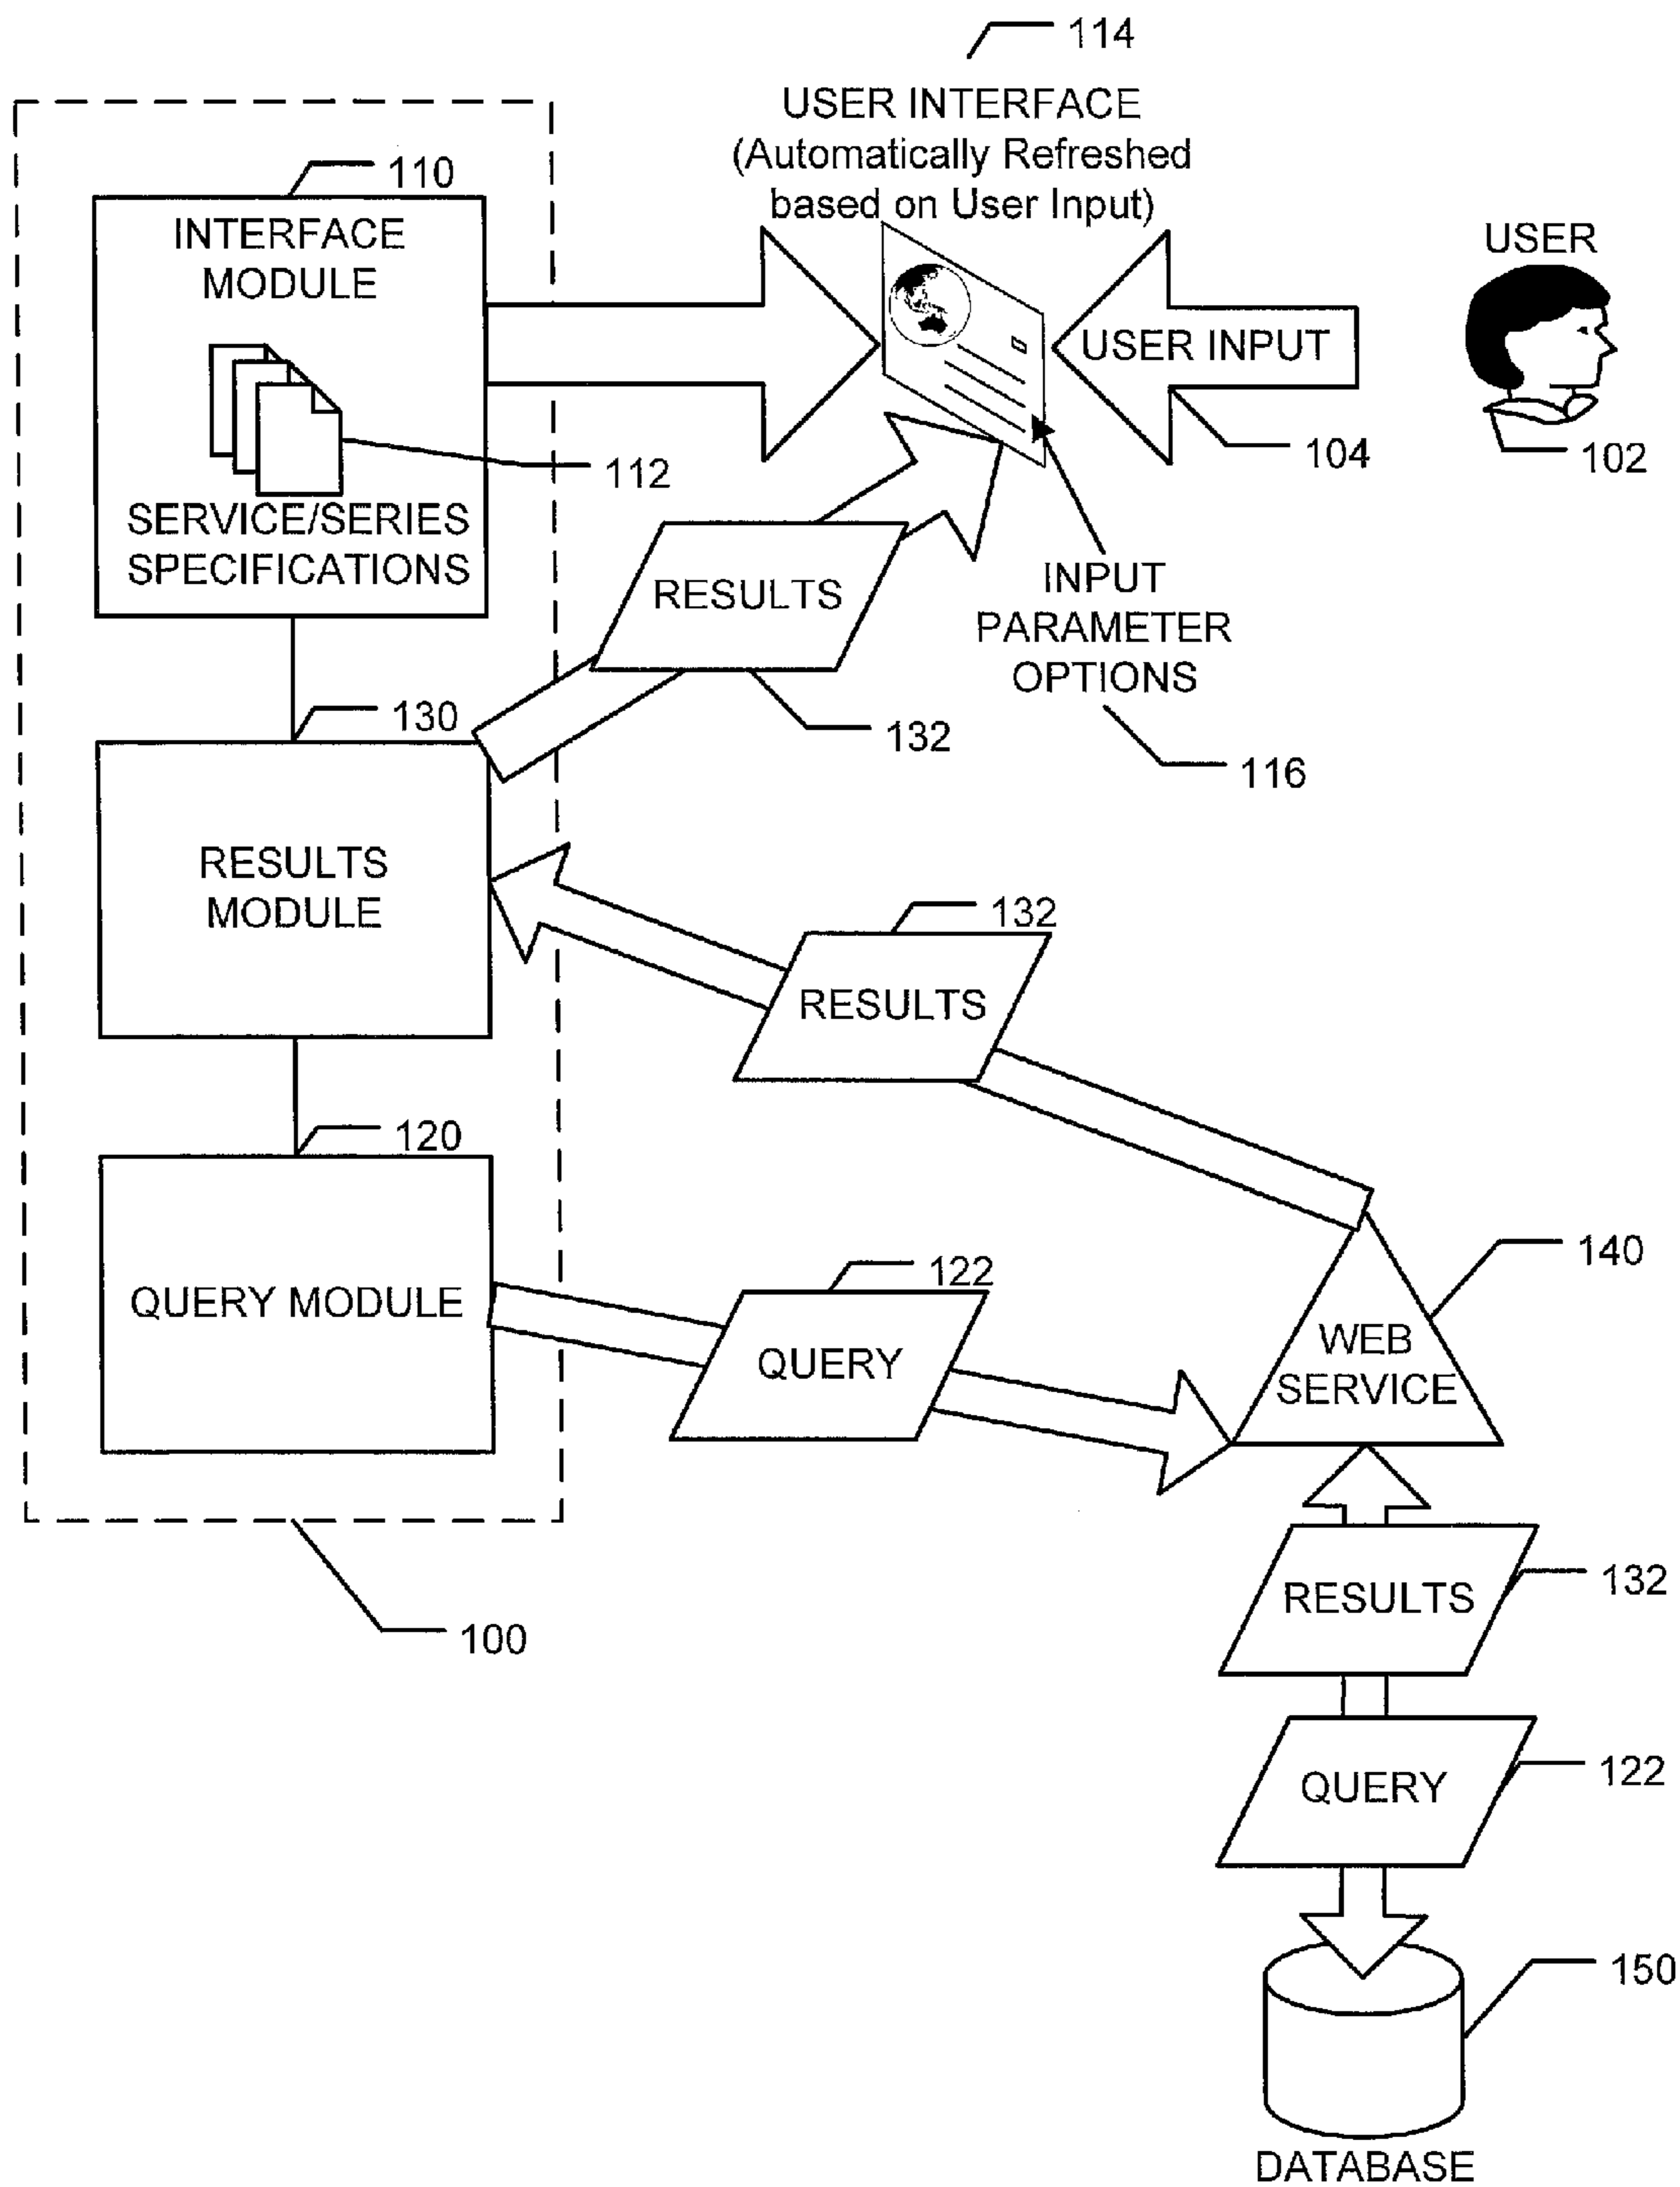 114
USER INTERFACE
(Automatically Refreshed
based on User Input)
110
INTERFACE
MODULE
USER
USER INPUT
104
102
112
SERVICE/SERIES
SPECIFICATIONS
RESULTS
INPUT
PARAMETER
OPTIONS
130
132
116
RESULTS
MODULE
132
RESULTS
120
140
122
QUERY MODULE
WEB
SERVICE
QUERY
132
RESULTS
100
122
QUERY
150
DATABASE